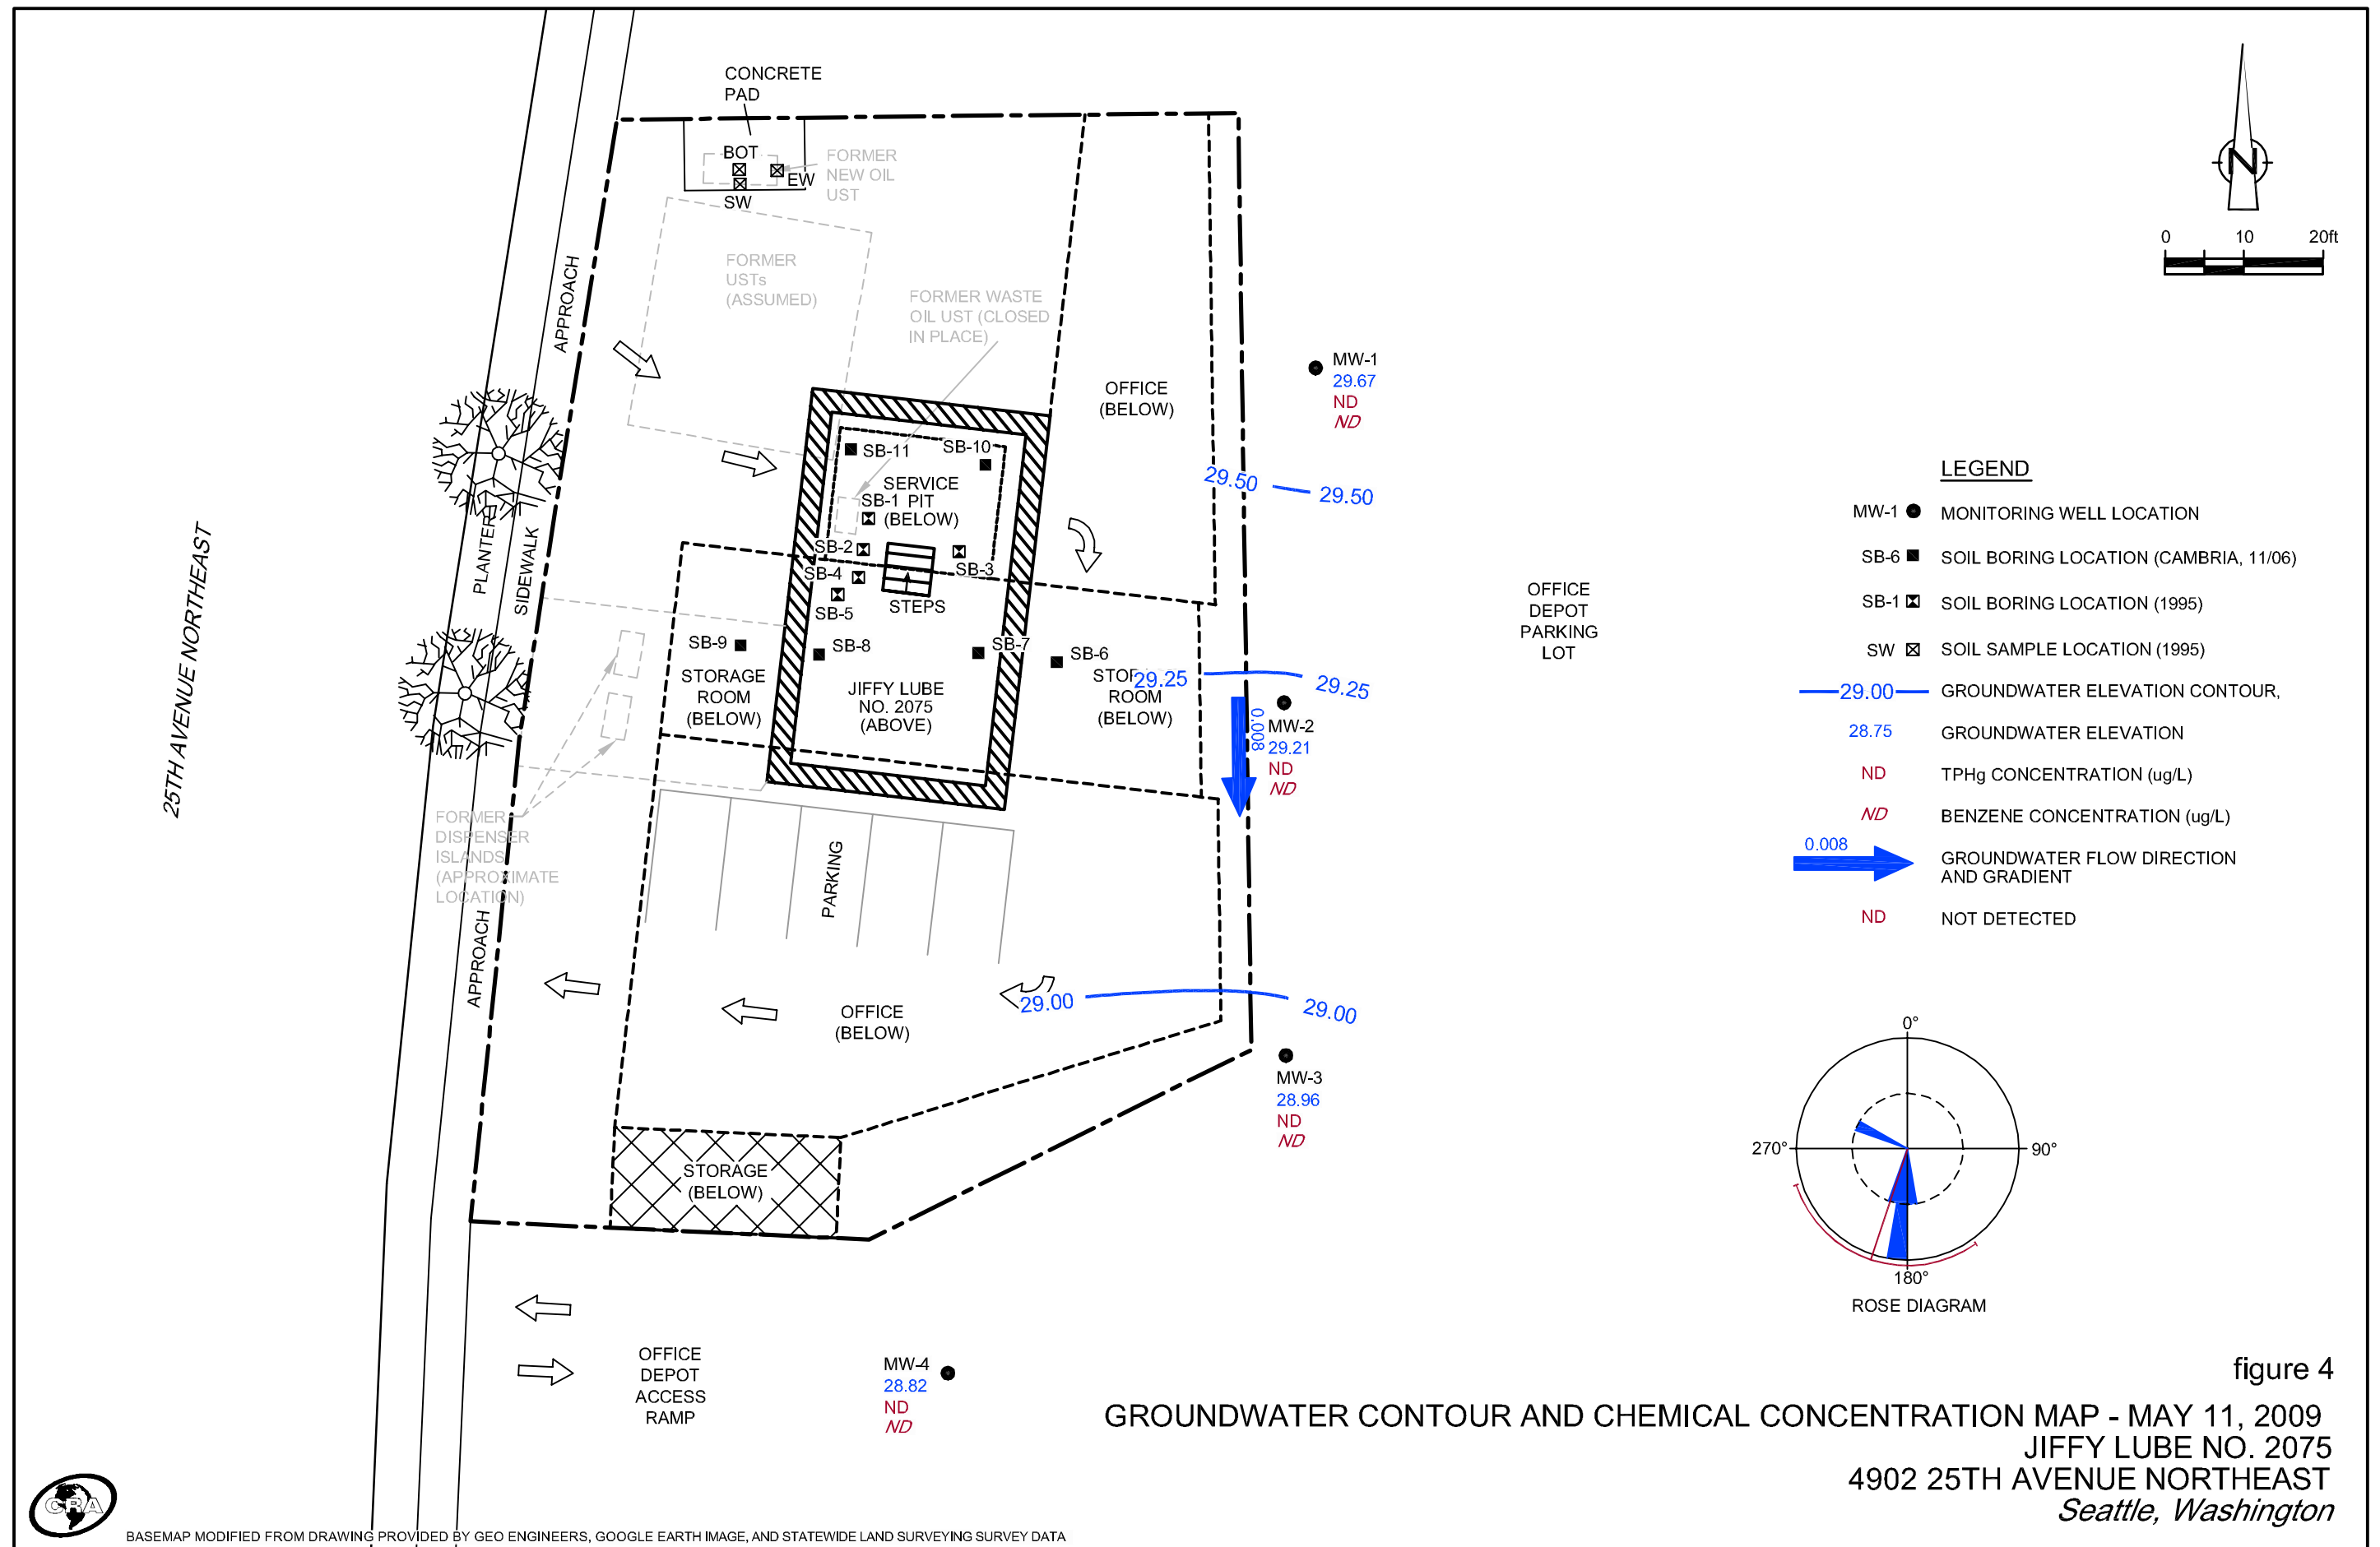 CONCRETE
PAD
BOT
EW
SW
FORMER
NEW OIL
UST
FORMER
USTs
(ASSUMED)
FORMER WASTE
OIL UST (CLOSED
IN PLACE)
APPROACH
OFFICE
(BELOW)
MW-1
29.67
ND
ND
N
0
10
20ft
SB-11
SB-10
SERVICE
PIT
(BELOW)
SB-1
SB-2
SB-3
SB-4
SB-5
STEPS
29.50
29.50
PLANTER
SIDEWALK
25TH AVENUE NORTHEAST
SB-9
SB-8
SB-7
SB-6
STORAGE
ROOM
(BELOW)
JIFFY LUBE
NO. 2075
(ABOVE)
STOR
ROOM
(BELOW)
29.25
29.25
0.008
MW-2
29.21
ND
ND
OFFICE
DEPOT
PARKING
LOT
FORMER
DISPENSER
ISLANDS
(APPROXIMATE
LOCATION)
PARKING
APPROACH
OFFICE
(BELOW)
29.00
29.00
MW-3
28.96
ND
ND
STORAGE
(BELOW)
OFFICE
DEPOT
ACCESS
RAMP
MW-4
28.82
ND
ND
LEGEND
MW-1 MONITORING WELL LOCATION
SB-6 SOIL BORING LOCATION (CAMBRIA, 11/06)
SB-1 SOIL BORING LOCATION (1995)
SW SOIL SAMPLE LOCATION (1995)
29.00 GROUNDWATER ELEVATION CONTOUR,
28.75 GROUNDWATER ELEVATION
ND TPHg CONCENTRATION (ug/L)
ND BENZENE CONCENTRATION (ug/L)
0.008
GROUNDWATER FLOW DIRECTION
AND GRADIENT
ND NOT DETECTED
0°
270°
90°
180°
ROSE DIAGRAM
figure 4
GROUNDWATER CONTOUR AND CHEMICAL CONCENTRATION MAP - MAY 11, 2009
JIFFY LUBE NO. 2075
4902 25TH AVENUE NORTHEAST
Seattle, Washington
CRA
BASEMAP MODIFIED FROM DRAWING PROVIDED BY GEO ENGINEERS, GOOGLE EARTH IMAGE, AND STATEWIDE LAND SURVEYING SURVEY DATA